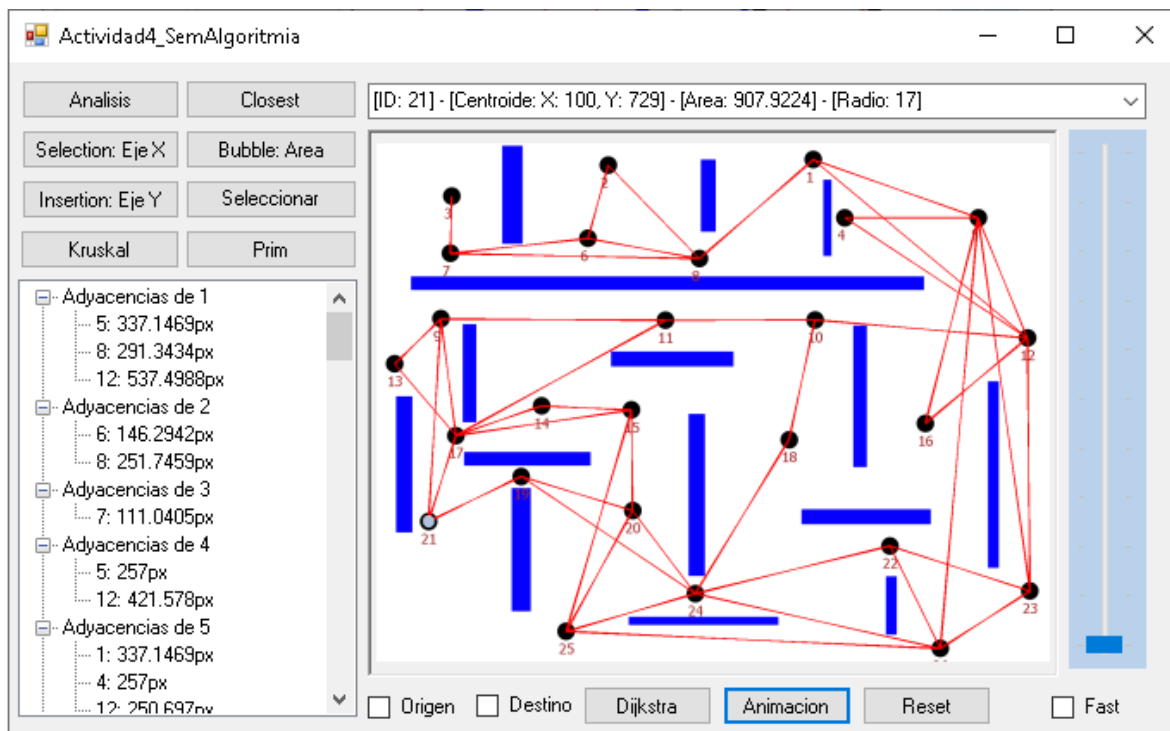 Actividad4_SemAlgoritmia
Analisis
Closest
[ID: 21] - [Centroide: X: 100, Y: 729] - [Area: 907.9224] - [Radio: 17]
Selection: Eje X
Bubble: Area
Insertion: Eje Y
Seleccionar
Kruskal
Prim
Adyacencias de 1
5: 337.1469px
8: 291.3434px
12: 537.4988px
Adyacencias de 2
6: 146.2942px
8: 251.7459px
Adyacencias de 3
7: 111.0405px
Adyacencias de 4
5: 257px
12: 421.578px
Adyacencias de 5
1: 337.1469px
4: 257px
12: 250.697px
1
2
3
4
6
7
8
9
11
10
12
13
14
15
16
17
18
19
20
21
22
23
24
25
Origen
Destino
Dijkstra
Animacion
Reset
Fast